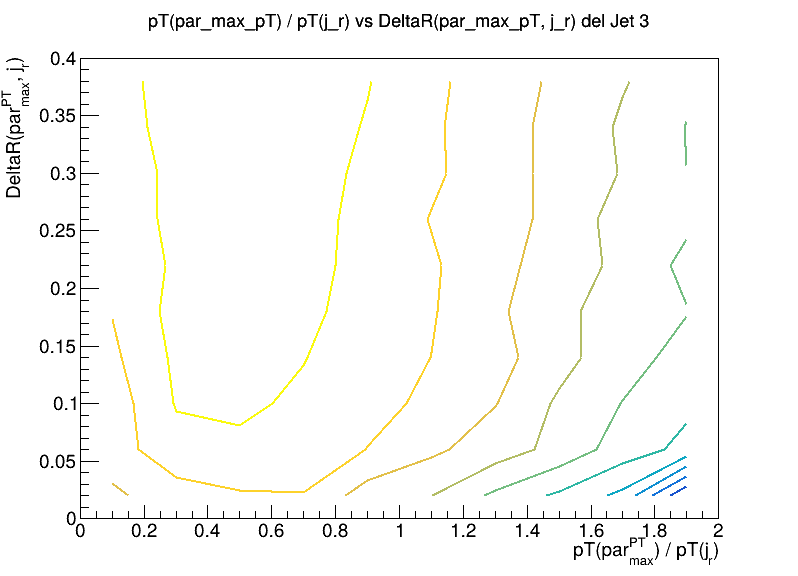 pT(par_max_pT) / pT(j_r) vs DeltaR(par_max_pT, j_r) del Jet 3
DeltaR(par^PT_max, j_r)
0.4
0.35
0.3
0.25
0.2
0.15
0.1
0.05
0
0 0.2 0.4 0.6 0.8 1 1.2 1.4 1.6 1.8 2
pT(par^PT_max) / pT(j_r)